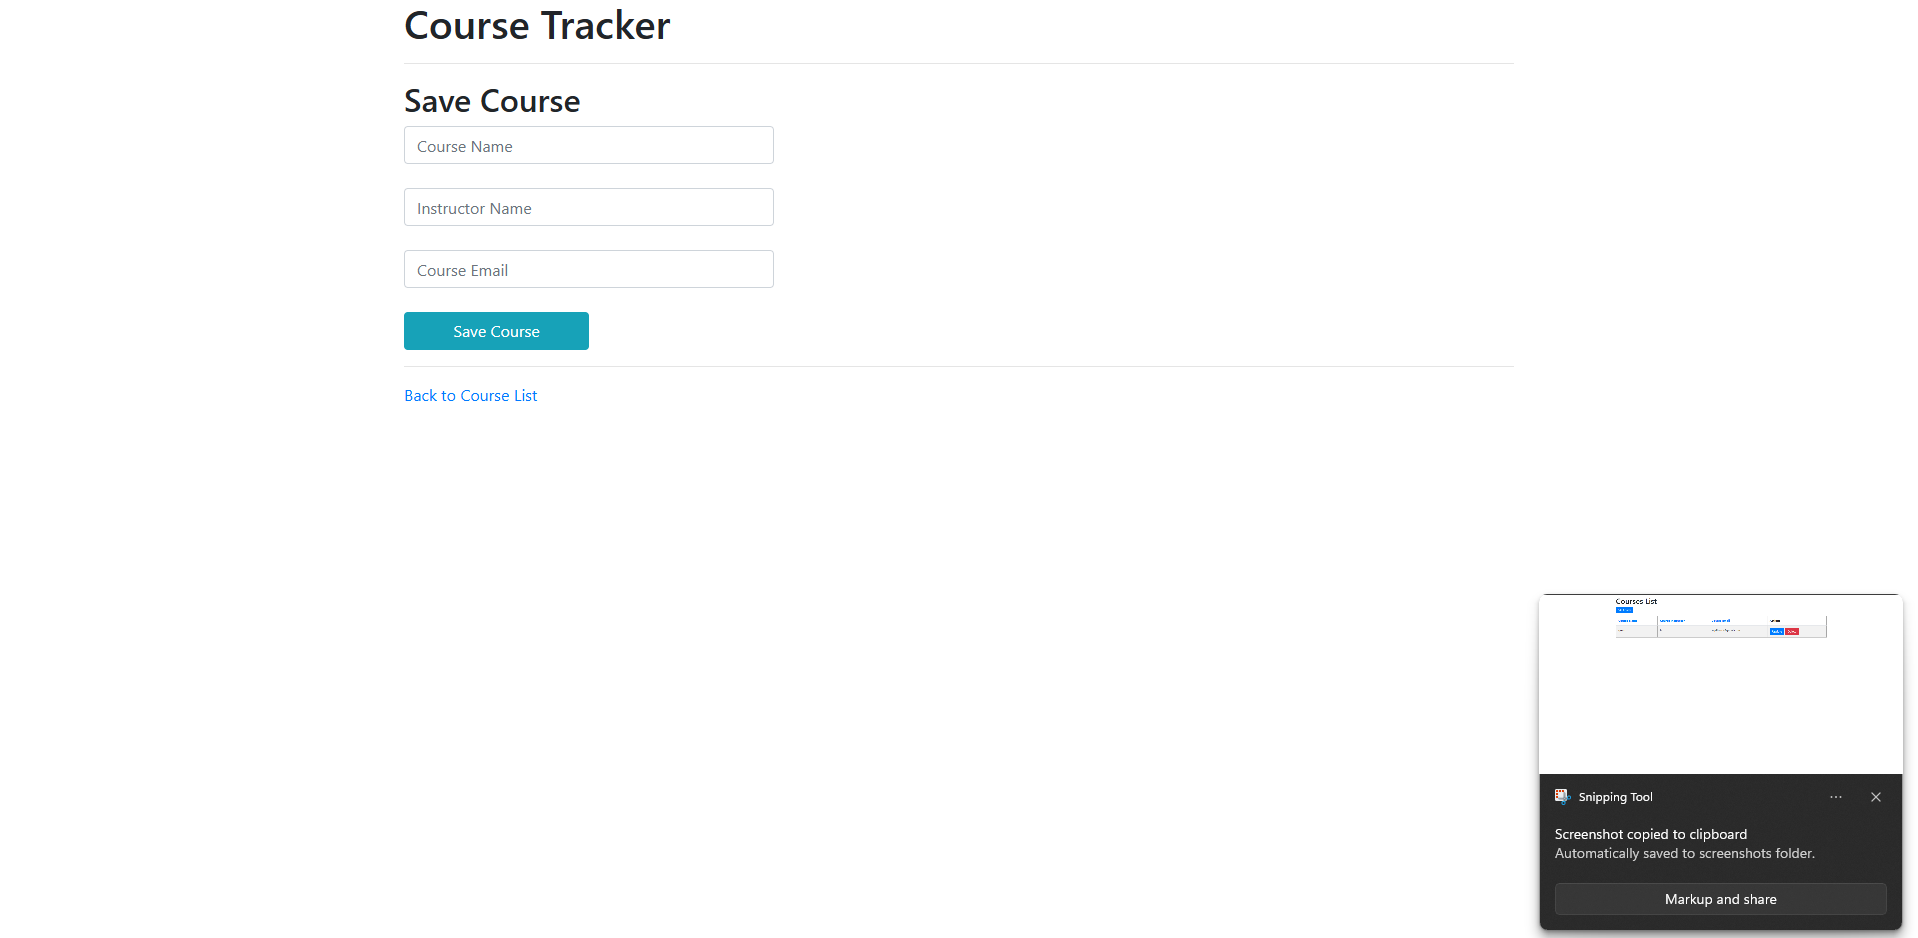 Course Tracker
Save Course
Course Name
Instructor Name
Course Email
Save Course
Back to Course List
Courses List
Snipping Tool
Screenshot copied to clipboard
Automatically saved to screenshots folder.
Markup and share